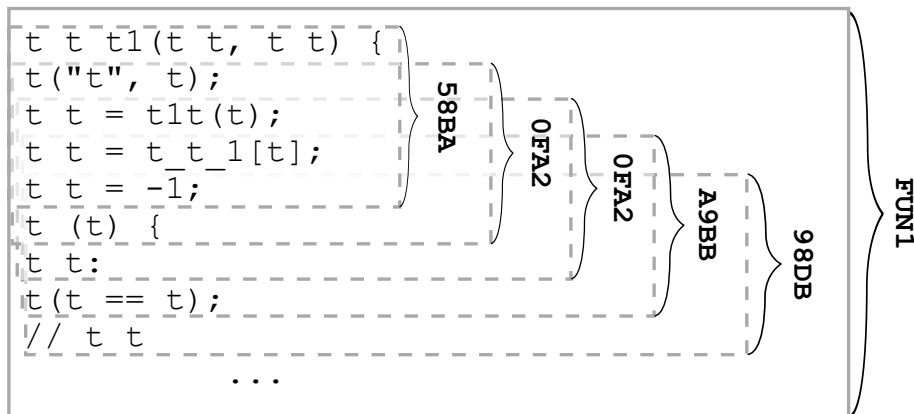 t t t1(t t, t t) {
t("t", t);
t t = t1t(t);
t t = t_t_1[t];
t t = -1;
t (t) {
t t:
t(t == t);
// t t
...
58BA
0FA2
0FA2
A9BB
98DB
FUN1